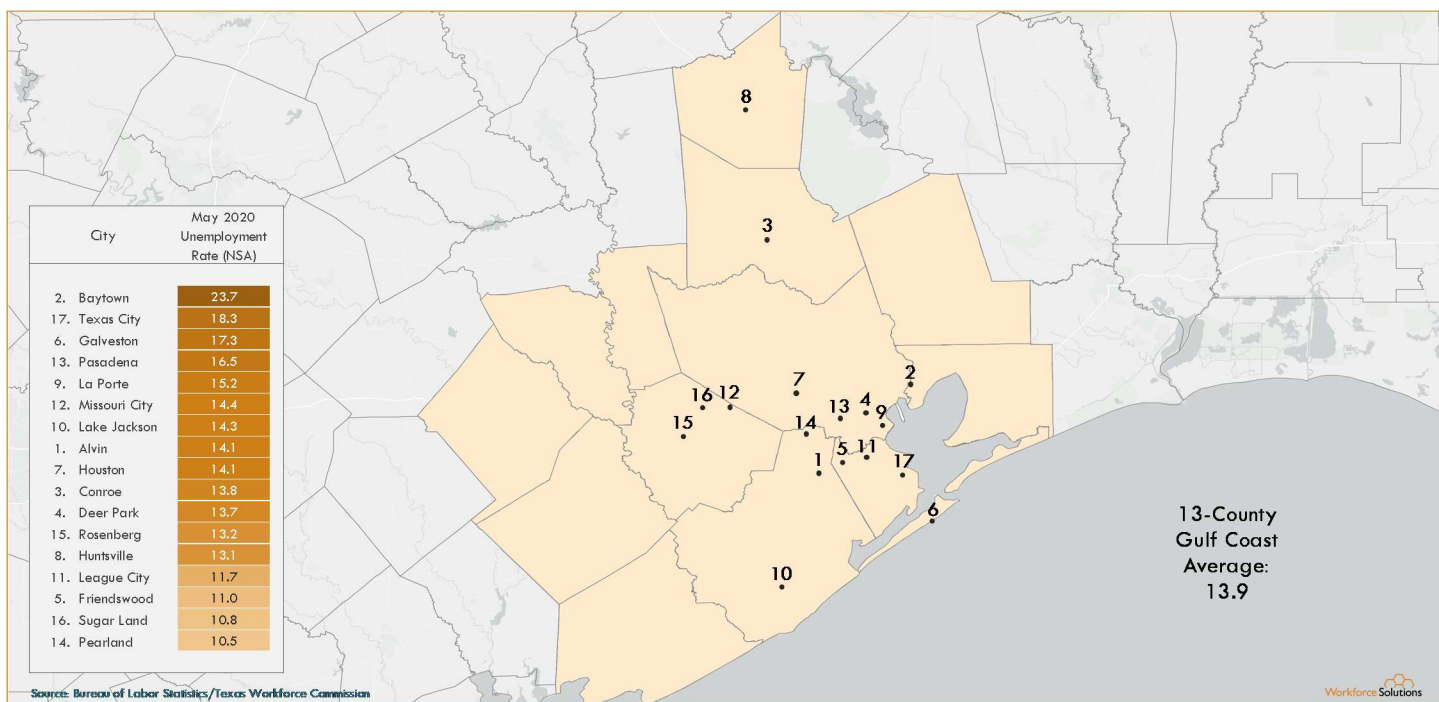 City
May 2020
Unemployment
Rate (NSA)
2. Baytown 23.7
17. Texas City 18.3
6. Galveston 17.3
13. Pasadena 16.5
9. La Porte 15.2
12. Missouri City 14.4
10. Lake Jackson 14.3
1. Alvin 14.1
7. Houston 14.1
3. Conroe 13.8
4. Deer Park 13.7
15. Rosenberg 13.2
8. Huntsville 13.1
11. League City 11.7
5. Friendswood 11.0
16. Sugar Land 10.8
14. Pearland 10.5
Source: Bureau of Labor Statistics/Texas Workforce Commission
8
3
2
7
16 12
4
13
9
15
14
11
5
1
17
6
10
13-County
Gulf Coast
Average:
13.9
Workforce Solutions